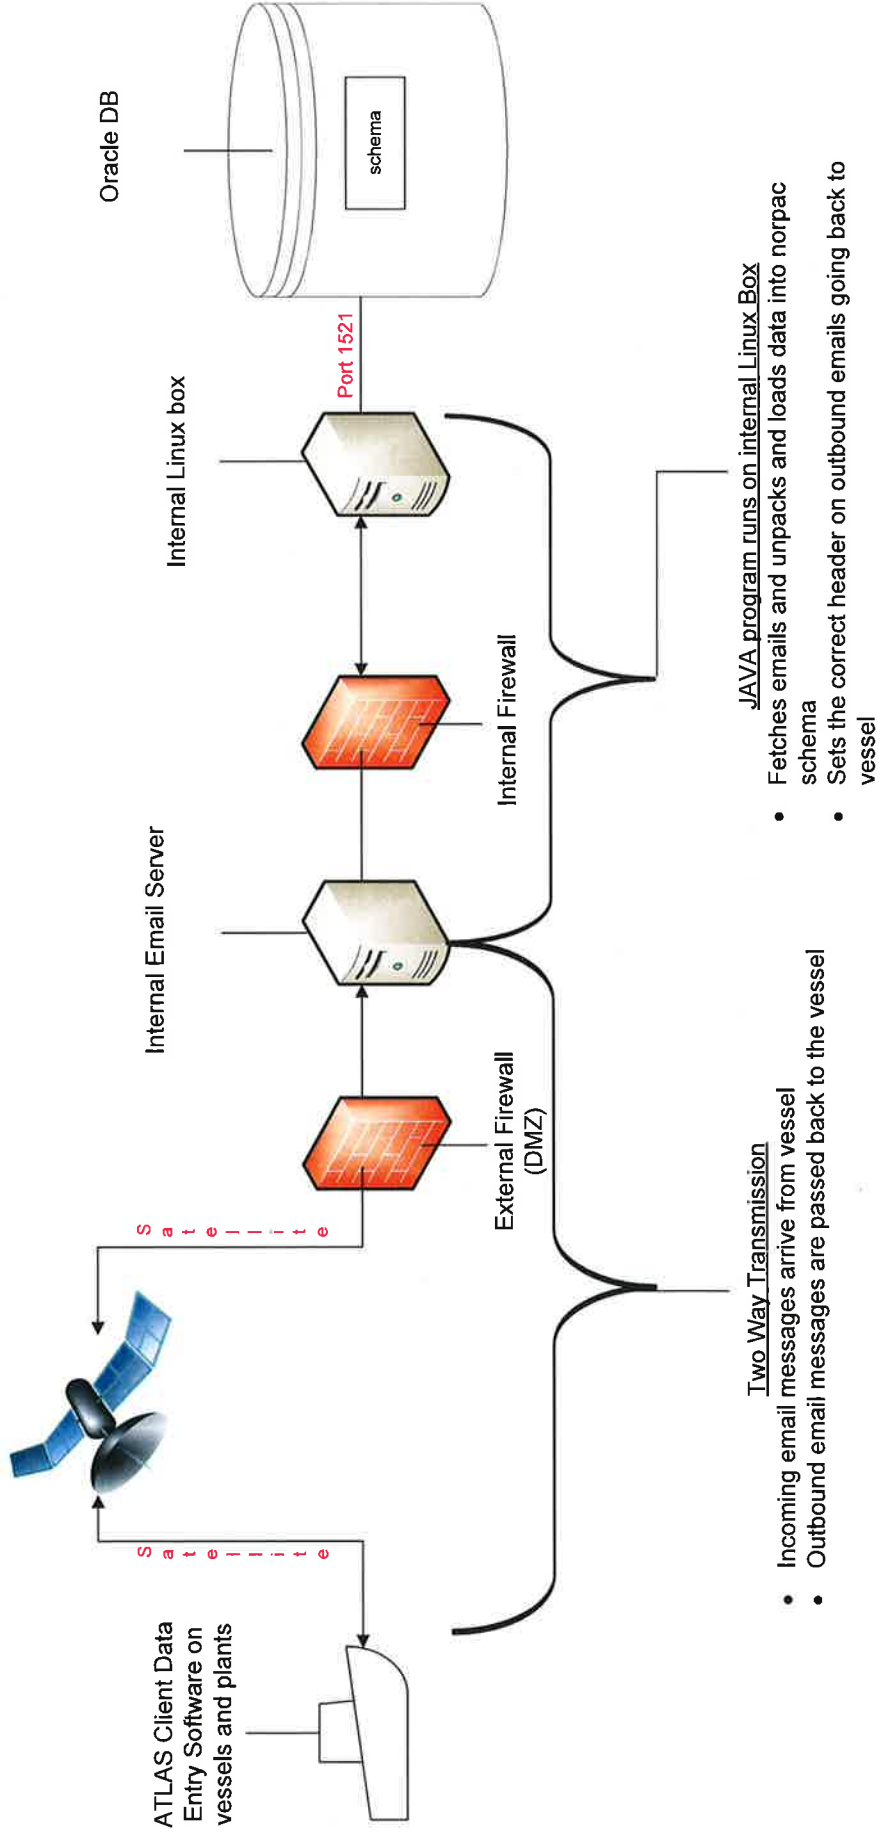 ATLAS Client Data
Entry Software on
vessels and plants
Satellite
Satellite
External Firewall
(DMZ)
Internal Email Server
Internal Firewall
Internal Linux box
Port 1521
Oracle DB
schema
Two Way Transmission
• Incoming email messages arrive from vessel
• Outbound email messages are passed back to the vessel
JAVA program runs on internal Linux Box
• Fetches emails and unpacks and loads data into norpac
schema
• Sets the correct header on outbound emails going back to
vessel